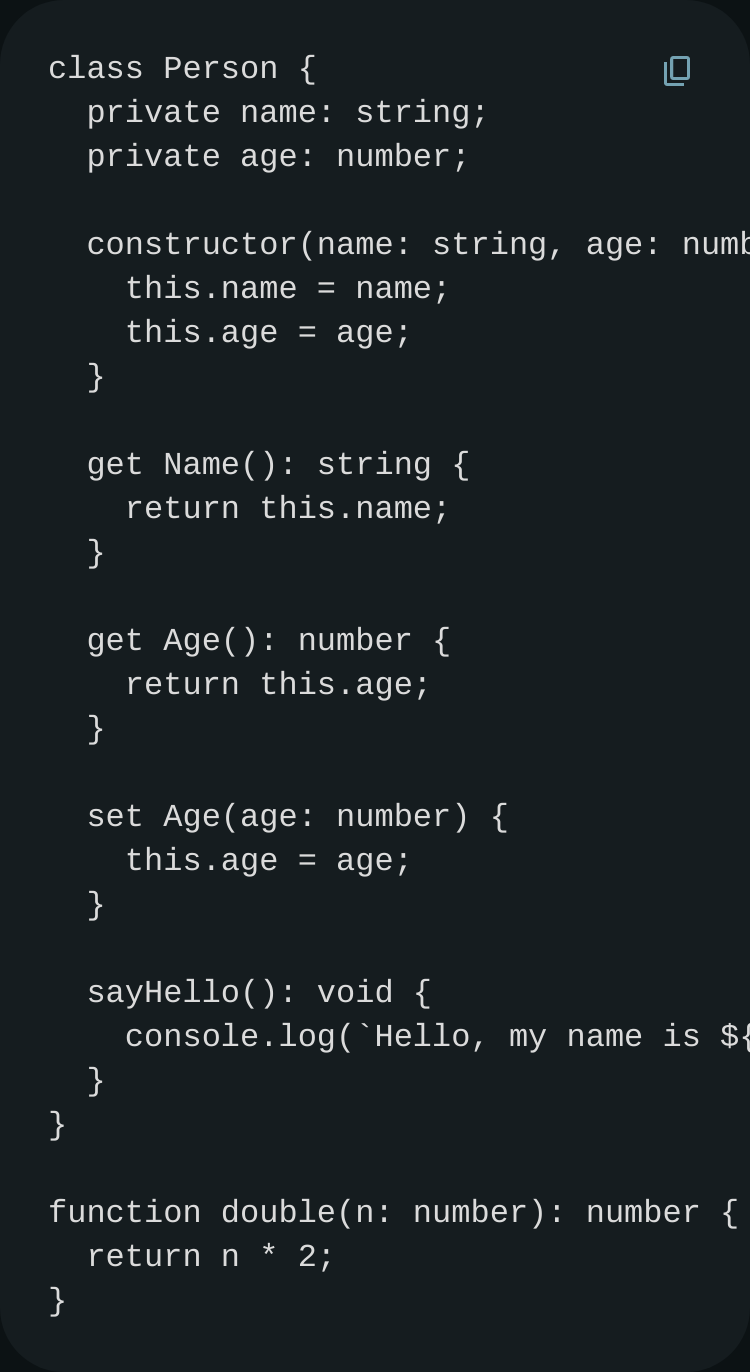 class Person {
  private name: string;
  private age: number;

  constructor(name: string, age: numb
    this.name = name;
    this.age = age;
  }

  get Name(): string {
    return this.name;
  }

  get Age(): number {
    return this.age;
  }

  set Age(age: number) {
    this.age = age;
  }

  sayHello(): void {
    console.log(`Hello, my name is ${
  }
}

function double(n: number): number {
  return n * 2;
}